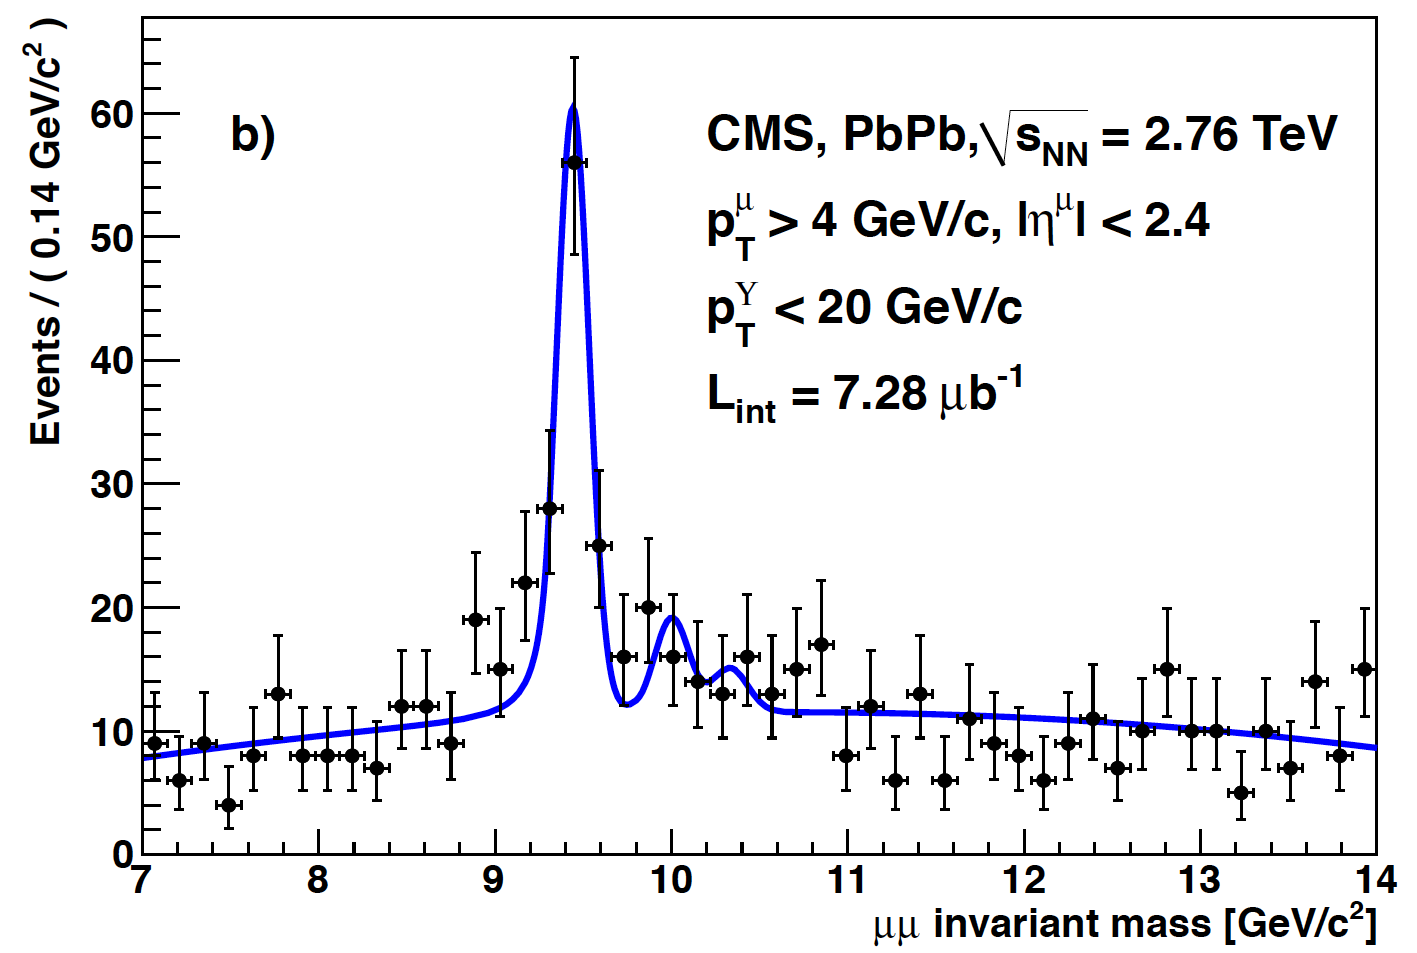 Events / ( 0.14 GeV/c² )
60
50
40
30
20
10
0
b)
CMS, PbPb, √sNN = 2.76 TeV
pTμ > 4 GeV/c, |ημ| < 2.4
pTϒ < 20 GeV/c
Lint = 7.28 μb-1
7 8 9 10 11 12 13 14
μμ invariant mass [GeV/c²]